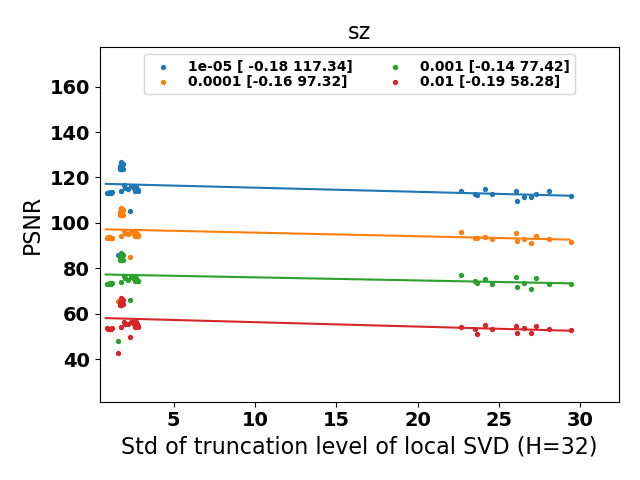 sz
1e-05 [ -0.18 117.34]
0.0001 [-0.16 97.32]
0.001 [-0.14 77.42]
0.01 [-0.19 58.28]
PSNR
160
140
120
100
80
60
40
5 10 15 20 25 30
Std of truncation level of local SVD (H=32)